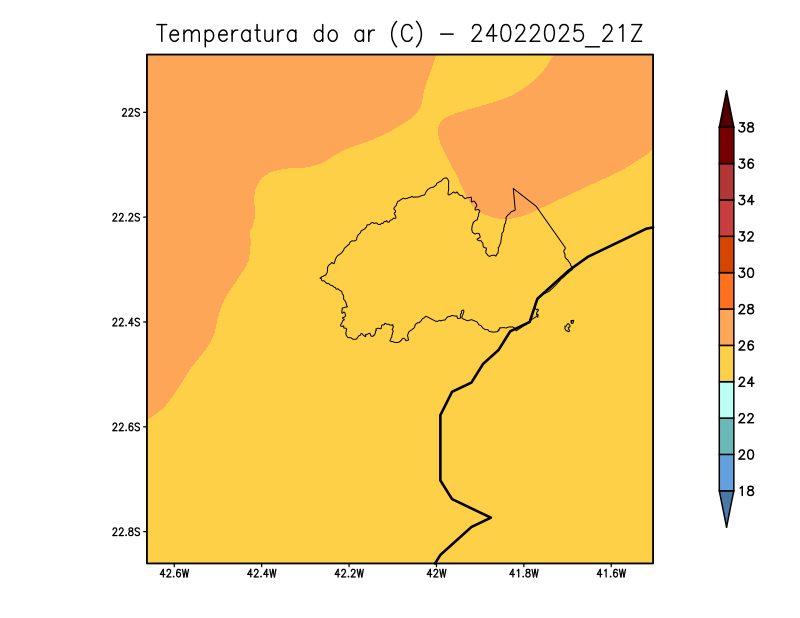 Temperatura do ar (C) - 24022025_21Z
22S
22.2S
22.4S
22.6S
22.8S
42.6W
42.4W
42.2W
42W
41.8W
41.6W
38
36
34
32
30
28
26
24
22
20
18